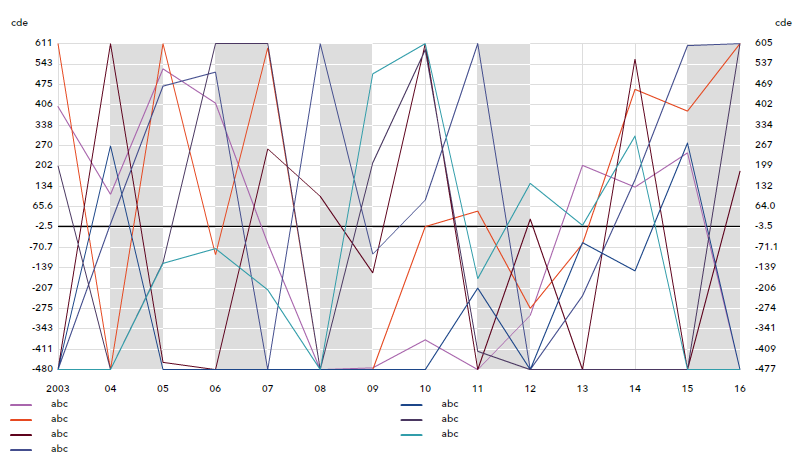 cde cde
611 605
543 537
475 469
406 402
338 334
270 267
202 199
134 132
65.6 64.0
-2.5 -3.5
-70.7 -71.1
-139 -139
-207 -206
-275 -274
-343 -341
-411 -409
-480 -477
2003 04 05 06 07 08 09 10 11 12 13 14 15 16
abc abc
abc abc
abc abc
abc